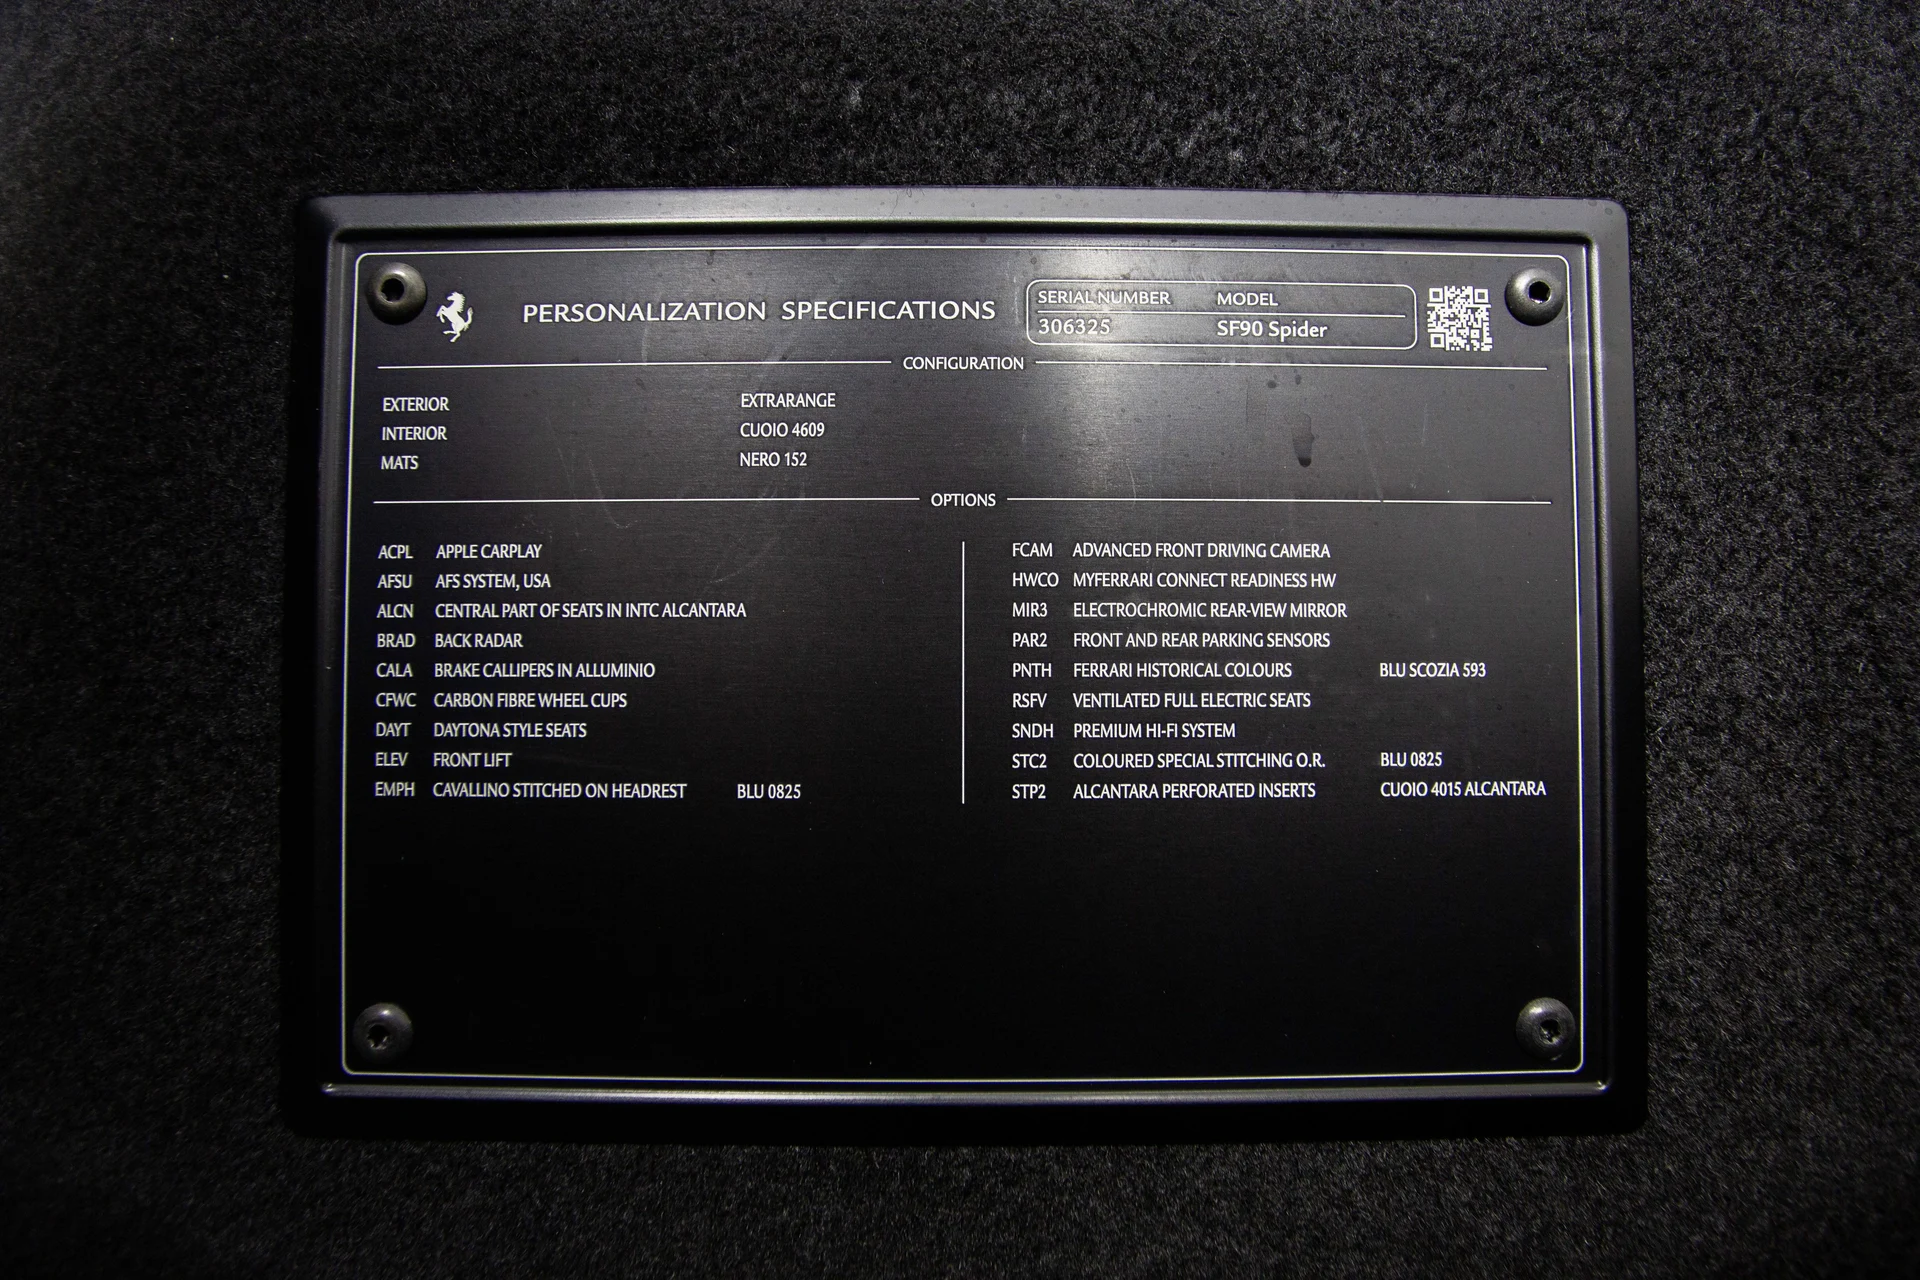 PERSONALIZATION SPECIFICATIONS
SERIAL NUMBER MODEL
306325 SF90 Spider
CONFIGURATION
EXTERIOR EXTRARANGE
INTERIOR CUOIO 4609
MATS NERO 152
OPTIONS
ACPL APPLE CARPLAY
AFSU AFS SYSTEM, USA
ALCN CENTRAL PART OF SEATS IN INTC ALCANTARA
BRAD BACK RADAR
CALA BRAKE CALLIPERS IN ALLUMINIO
CFWC CARBON FIBRE WHEEL CUPS
DAYT DAYTONA STYLE SEATS
ELEV FRONT LIFT
EMPH CAVALLINO STITCHED ON HEADREST BLU 0825
FCAM ADVANCED FRONT DRIVING CAMERA
HWCO MYFERRARI CONNECT READINESS HW
MIR3 ELECTROCHROMIC REAR-VIEW MIRROR
PAR2 FRONT AND REAR PARKING SENSORS
PNTH FERRARI HISTORICAL COLOURS BLU SCOZIA 593
RSFV VENTILATED FULL ELECTRIC SEATS
SNDH PREMIUM HI-FI SYSTEM
STC2 COLOURED SPECIAL STITCHING O.R. BLU 0825
STP2 ALCANTARA PERFORATED INSERTS CUOIO 4015 ALCANTARA